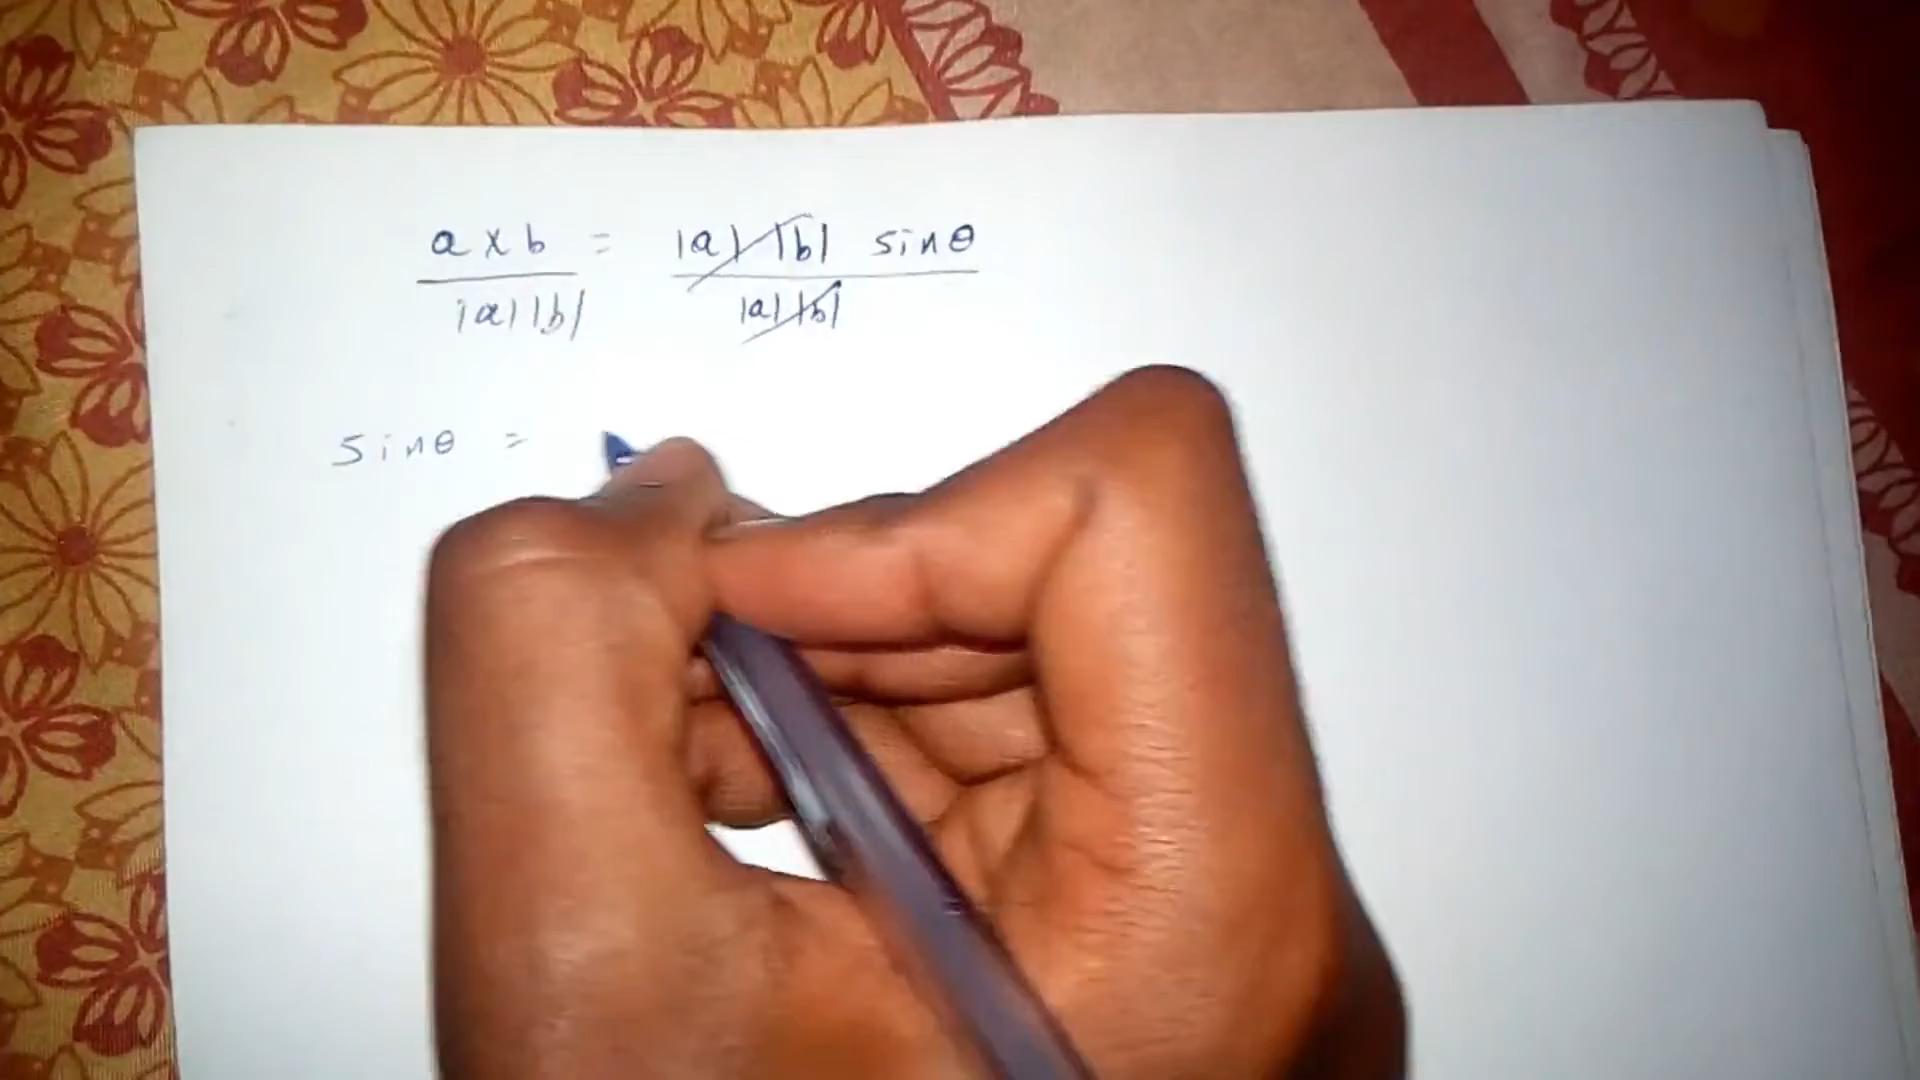 a x b = |a| |b| sinθ
|a| |b| |a| |b|
sinθ =